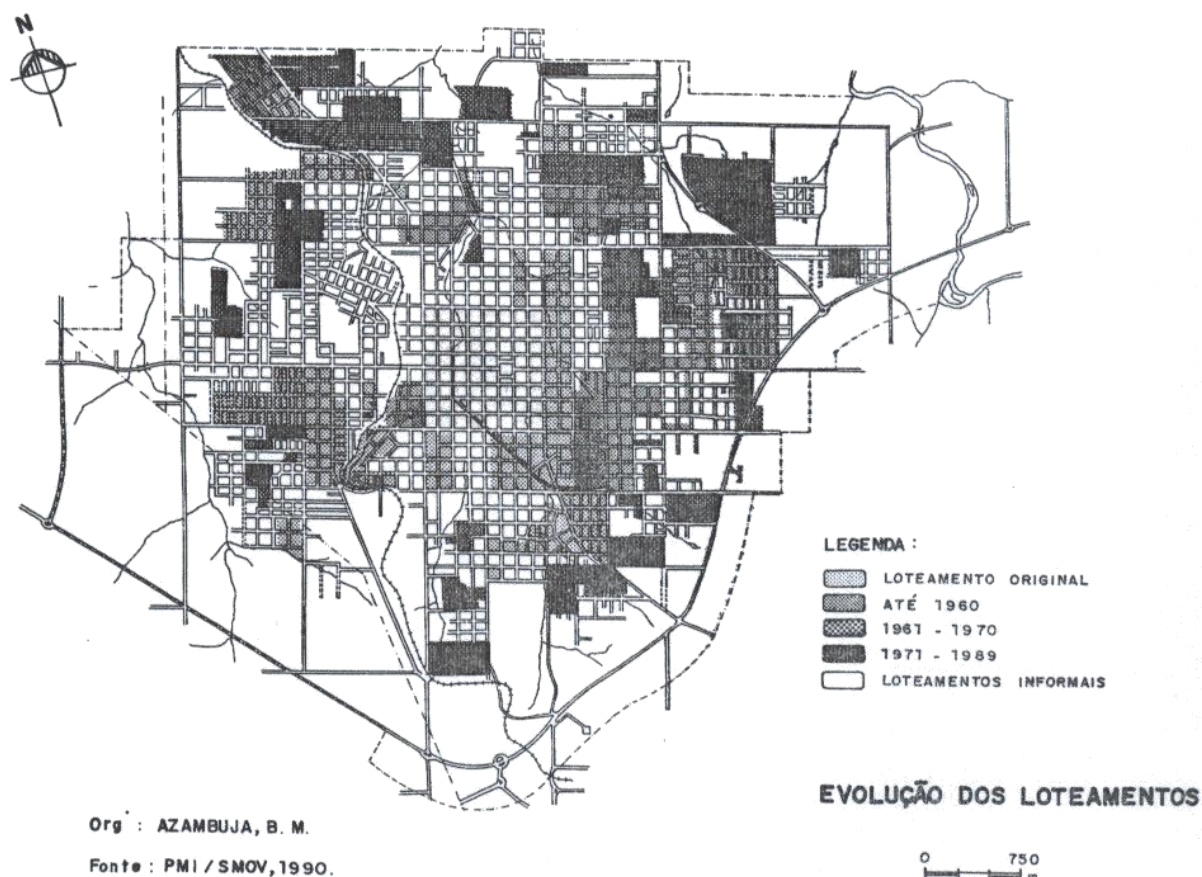 N
LEGENDA :
LOTEAMENTO ORIGINAL
ATÉ 1960
1961 - 1970
1971 - 1989
LOTEAMENTOS INFORMAIS
EVOLUÇÃO DOS LOTEAMENTOS
Org : AZAMBUJA, B. M.
Fonte : PMI / SMOV, 1990.
0 750
m